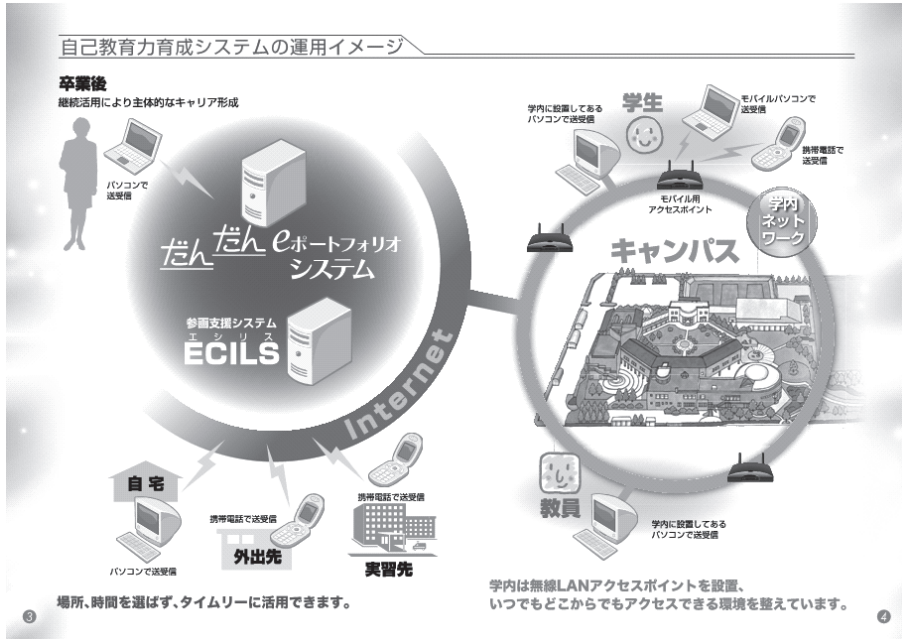 自己教育力育成システムの運用イメージ
卒業後
継続活用により主体的なキャリア形成
パソコンで
送受信
だんだんeポートフォリオ
システム
参画支援システム
エシリス
ECILS
Internet
自宅
パソコンで送受信
携帯電話で送受信
外出先
携帯電話で送受信
実習先
場所、時間を選ばず、タイムリーに活用できます。
3
学内に設置してある
パソコンで送受信
学生
モバイルパソコンで
送受信
携帯電話で
送受信
モバイル用
アクセスポイント
学内
ネット
ワーク
キャンパス
教員
学内に設置してある
パソコンで送受信
学内は無線LANアクセスポイントを設置、
いつでもどこからでもアクセスできる環境を整えています。
4